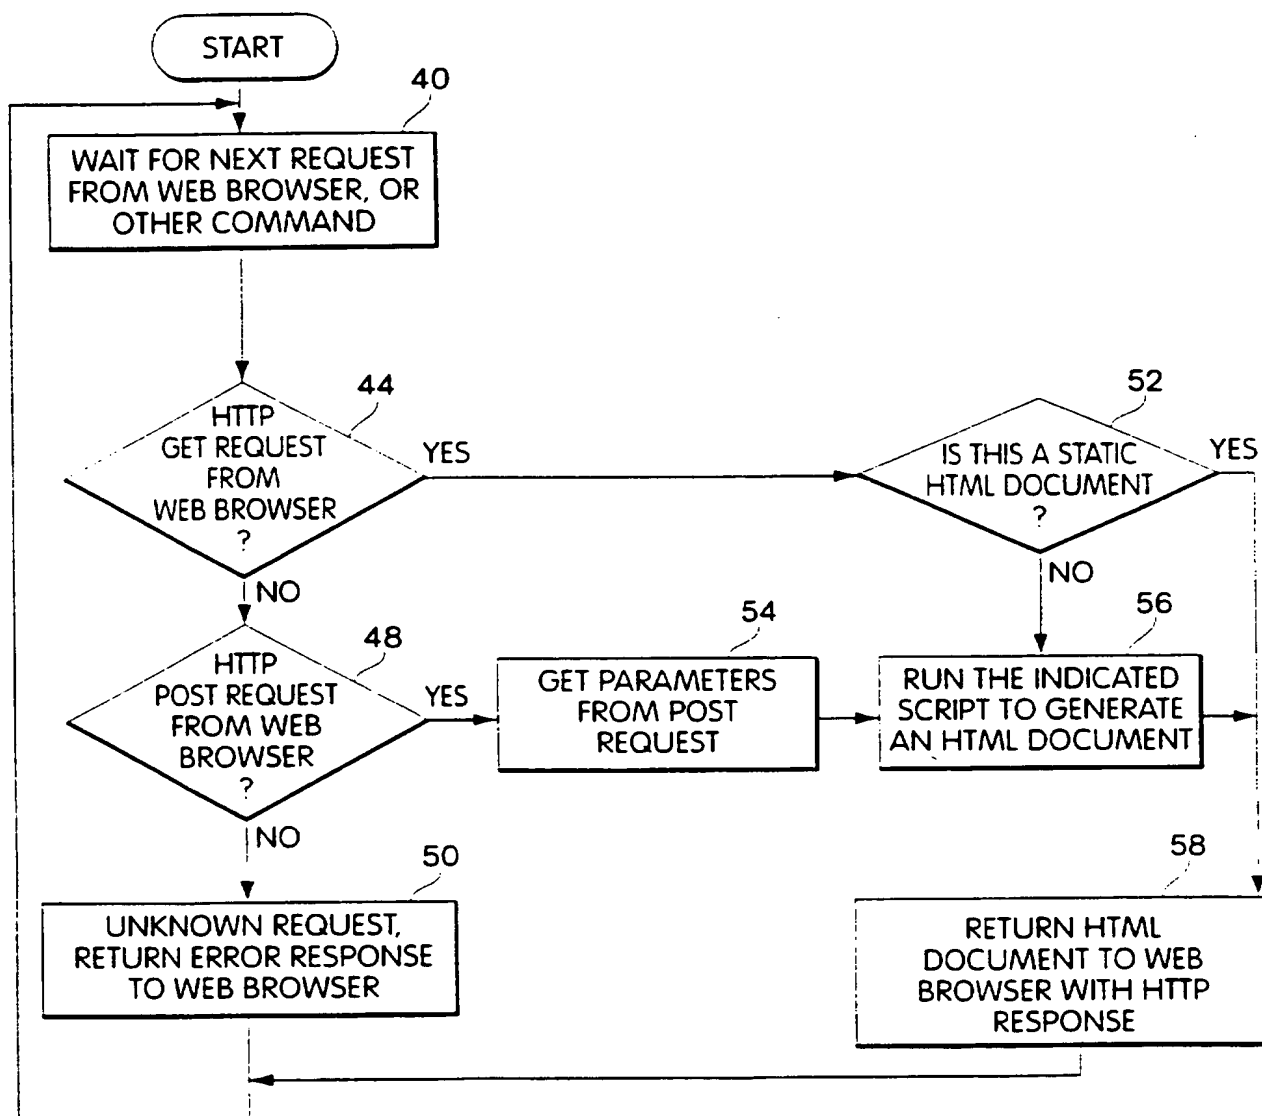 START
40
WAIT FOR NEXT REQUEST
FROM WEB BROWSER, OR
OTHER COMMAND
44
HTTP
GET REQUEST
FROM
WEB BROWSER
?
YES
NO
52
IS THIS A STATIC
HTML DOCUMENT
?
YES
NO
48
HTTP
POST REQUEST
FROM WEB
BROWSER
?
YES
NO
54
GET PARAMETERS
FROM POST
REQUEST
56
RUN THE INDICATED
SCRIPT TO GENERATE
AN HTML DOCUMENT
50
UNKNOWN REQUEST,
RETURN ERROR RESPONSE
TO WEB BROWSER
58
RETURN HTML
DOCUMENT TO WEB
BROWSER WITH HTTP
RESPONSE